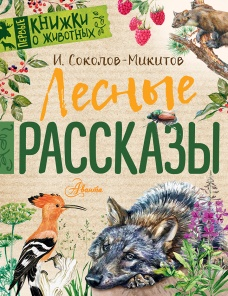 ПЕРВЫЕ
КНИЖКИ
О ЖИВОТНЫХ
И. Соколов-Микитов
Лесные
РАССКАЗЫ
Аванта